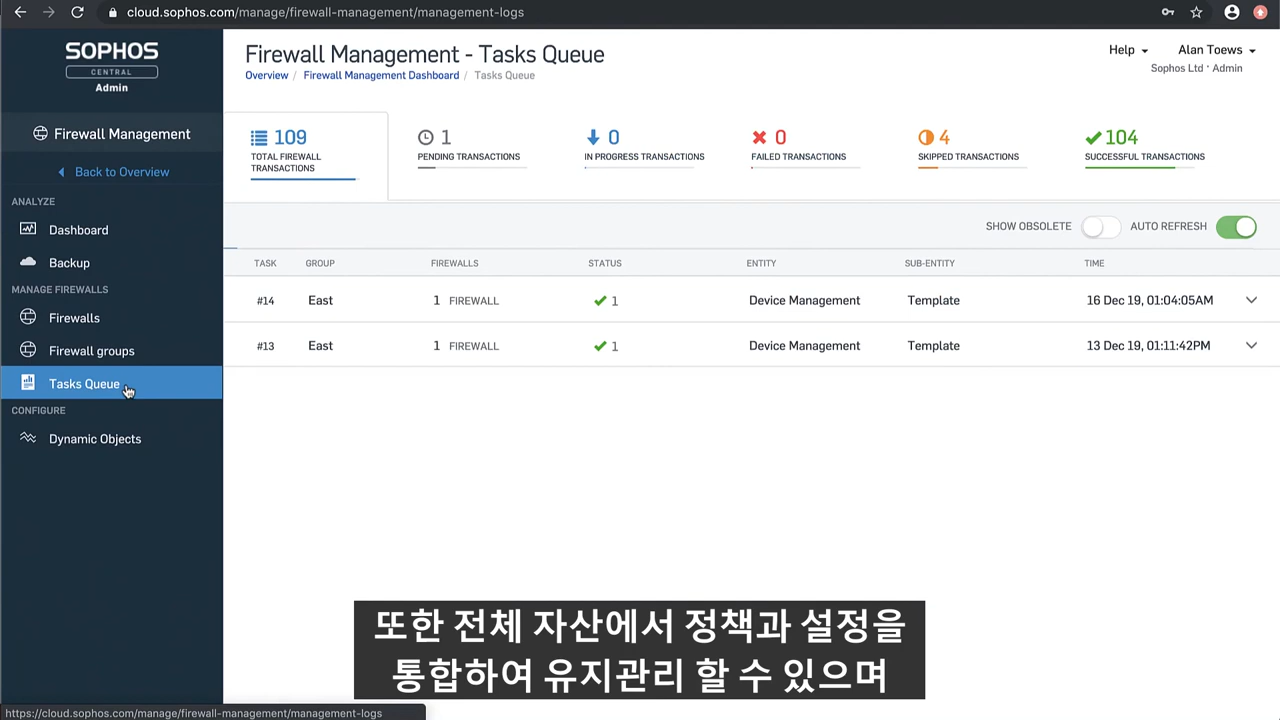 cloud.sophos.com/manage/firewall-management/management-logs
SOPHOS
CENTRAL
Admin
Firewall Management
Back to Overview
ANALYZE
Dashboard
Backup
MANAGE FIREWALLS
Firewalls
Firewall groups
Tasks Queue
CONFIGURE
Dynamic Objects
Firewall Management - Tasks Queue
Overview / Firewall Management Dashboard / Tasks Queue
Help
Alan Toews
Sophos Ltd · Admin
109
TOTAL FIREWALL
TRANSACTIONS
1
PENDING TRANSACTIONS
0
IN PROGRESS TRANSACTIONS
0
FAILED TRANSACTIONS
4
SKIPPED TRANSACTIONS
104
SUCCESSFUL TRANSACTIONS
SHOW OBSOLETE AUTO REFRESH
TASK GROUP FIREWALLS STATUS ENTITY SUB-ENTITY TIME
#14 East 1 FIREWALL 1 Device Management Template 16 Dec 19, 01:04:05AM
#13 East 1 FIREWALL 1 Device Management Template 13 Dec 19, 01:11:42PM
또한 전체 자산에서 정책과 설정을
통합하여 유지관리 할 수 있으며
https://cloud.sophos.com/manage/firewall-management/management-logs